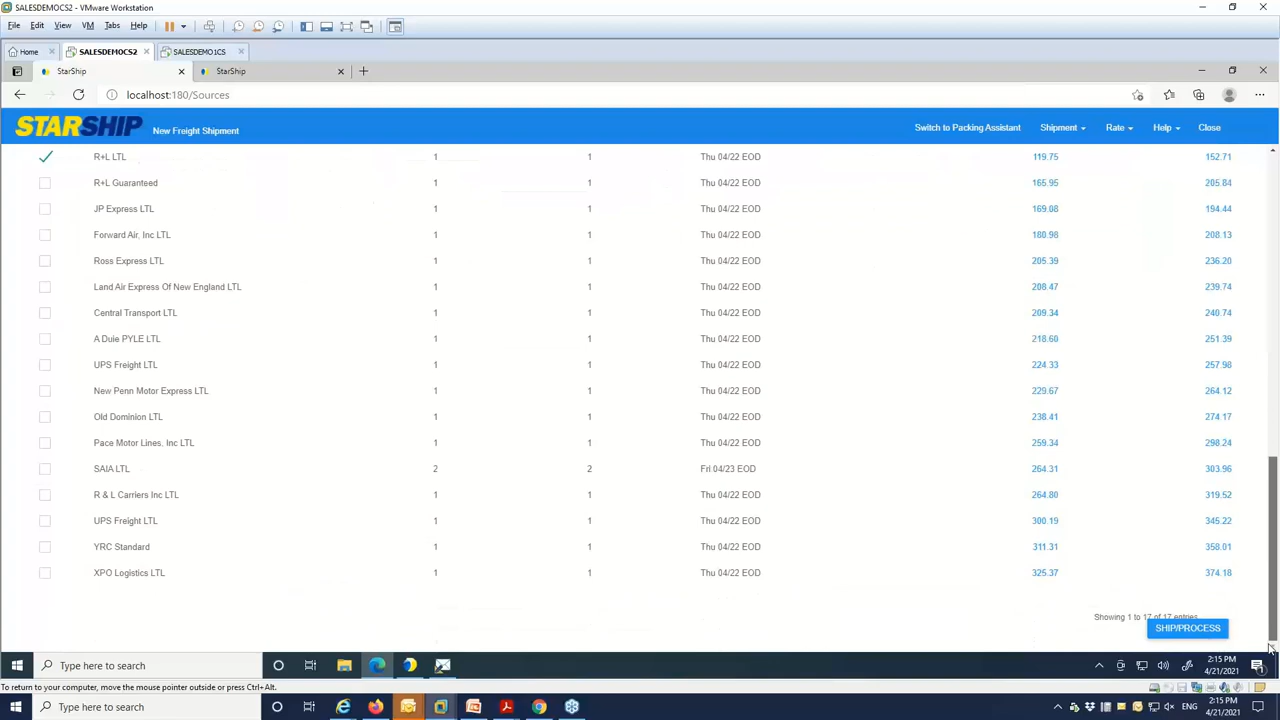 SALESDEMOCS2 - VMware Workstation
File Edit View VM Tabs Help
Home SALESDEMOCS2 SALESDEMO1CS
StarShip StarShip
localhost:180/Sources
STARSHIP New Freight Shipment Switch to Packing Assistant Shipment Rate Help Close
R+L LTL 1 1 Thu 04/22 EOD 119.75 152.71
R+L Guaranteed 1 1 Thu 04/22 EOD 165.95 205.84
JP Express LTL 1 1 Thu 04/22 EOD 169.08 194.44
Forward Air, Inc LTL 1 1 Thu 04/22 EOD 180.98 208.13
Ross Express LTL 1 1 Thu 04/22 EOD 205.39 236.20
Land Air Express Of New England LTL 1 1 Thu 04/22 EOD 208.47 239.74
Central Transport LTL 1 1 Thu 04/22 EOD 209.34 240.74
A Duie PYLE LTL 1 1 Thu 04/22 EOD 218.60 251.39
UPS Freight LTL 1 1 Thu 04/22 EOD 224.33 257.98
New Penn Motor Express LTL 1 1 Thu 04/22 EOD 229.67 264.12
Old Dominion LTL 1 1 Thu 04/22 EOD 238.41 274.17
Pace Motor Lines, Inc LTL 1 1 Thu 04/22 EOD 259.34 298.24
SAIA LTL 2 2 Fri 04/23 EOD 264.31 303.96
R & L Carriers Inc LTL 1 1 Thu 04/22 EOD 264.80 319.52
UPS Freight LTL 1 1 Thu 04/22 EOD 300.19 345.22
YRC Standard 1 1 Thu 04/22 EOD 311.31 358.01
XPO Logistics LTL 1 1 Thu 04/22 EOD 325.37 374.18
Showing 1 to 17 of 17 entries
SHIP/PROCESS
Type here to search 2:15 PM
4/21/2021
To return to your computer, move the mouse pointer outside or press Ctrl+Alt.
Type here to search ENG 2:15 PM
4/21/2021